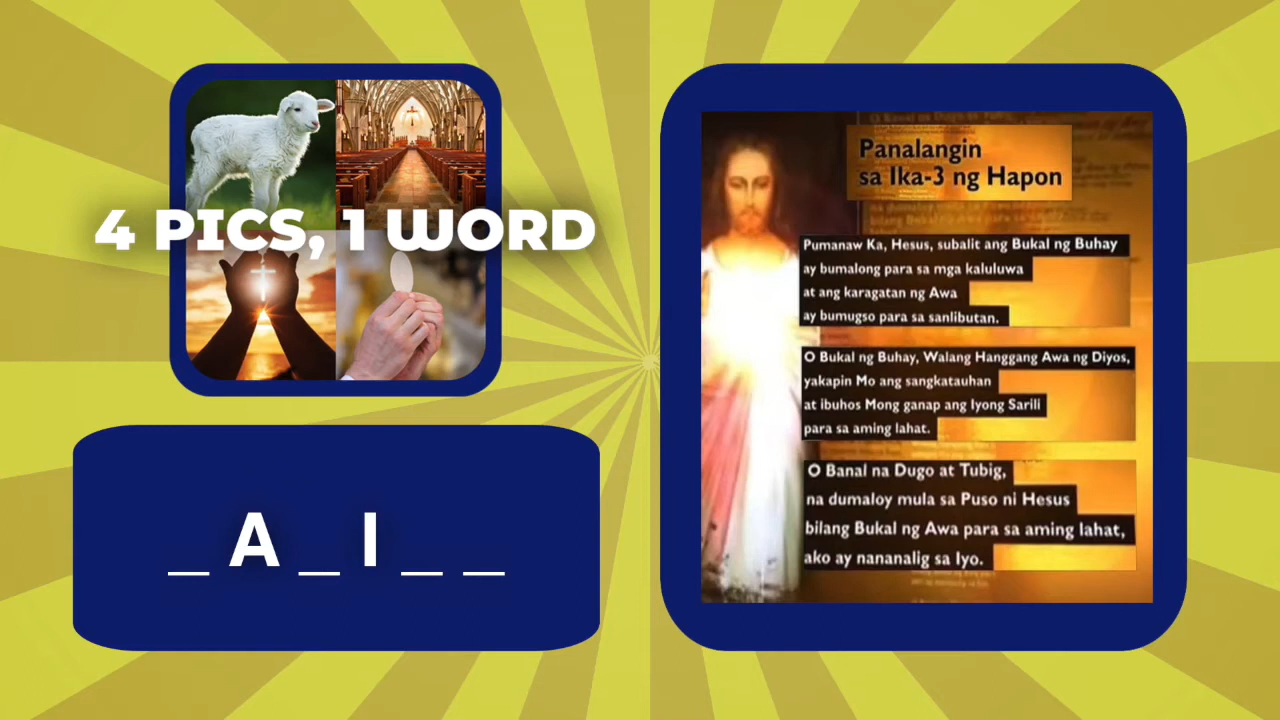 4 PICS, 1 WORD
_ A _ I _ _
Panalangin
sa Ika-3 ng Hapon
Pumanaw Ka, Hesus, subalit ang Bukal ng Buhay
ay bumalong para sa mga kaluluwa
at ang karagatan ng Awa
ay bumugso para sa sanlibutan.
O Bukal ng Buhay, Walang Hanggang Awa ng Diyos,
yakapin Mo ang sangkatauhan
at ibuhos Mong ganap ang Iyong Sarili
para sa aming lahat.
O Banal na Dugo at Tubig,
na dumaloy mula sa Puso ni Hesus
bilang Bukal ng Awa para sa aming lahat,
ako ay nananalig sa Iyo.